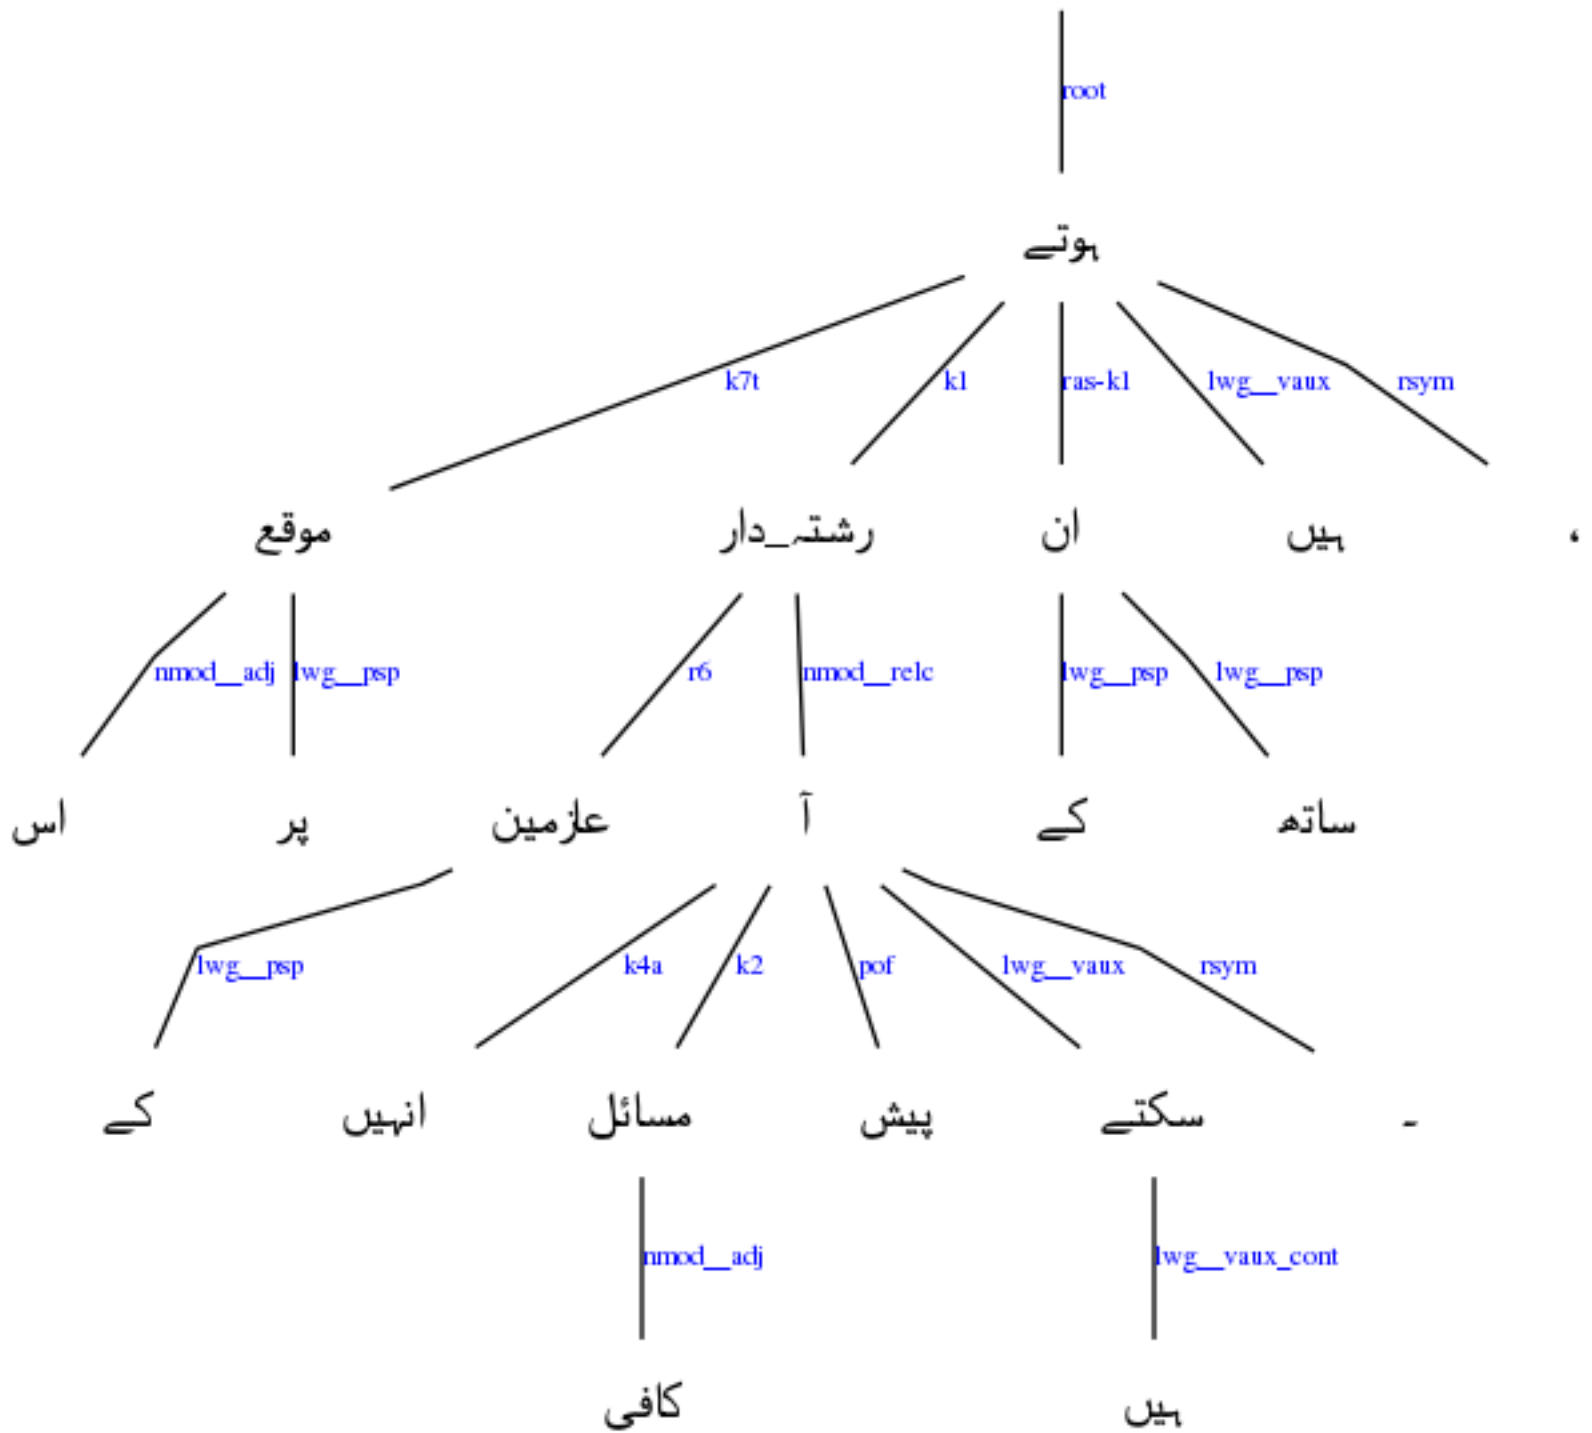 root
ہوتے
k7t k1 ras-k1 lwg__vaux rsym
موقع رشتہ_دار ان ہیں ،
nmod__adj lwg__psp r6 nmod__relc lwg__psp lwg__psp
اس پر عازمین آ کے ساتھ
lwg__psp k4a k2 pof lwg__vaux rsym
کے انہیں مسائل پیش سکتے ۔
nmod__adj lwg__vaux_cont
کافی ہیں